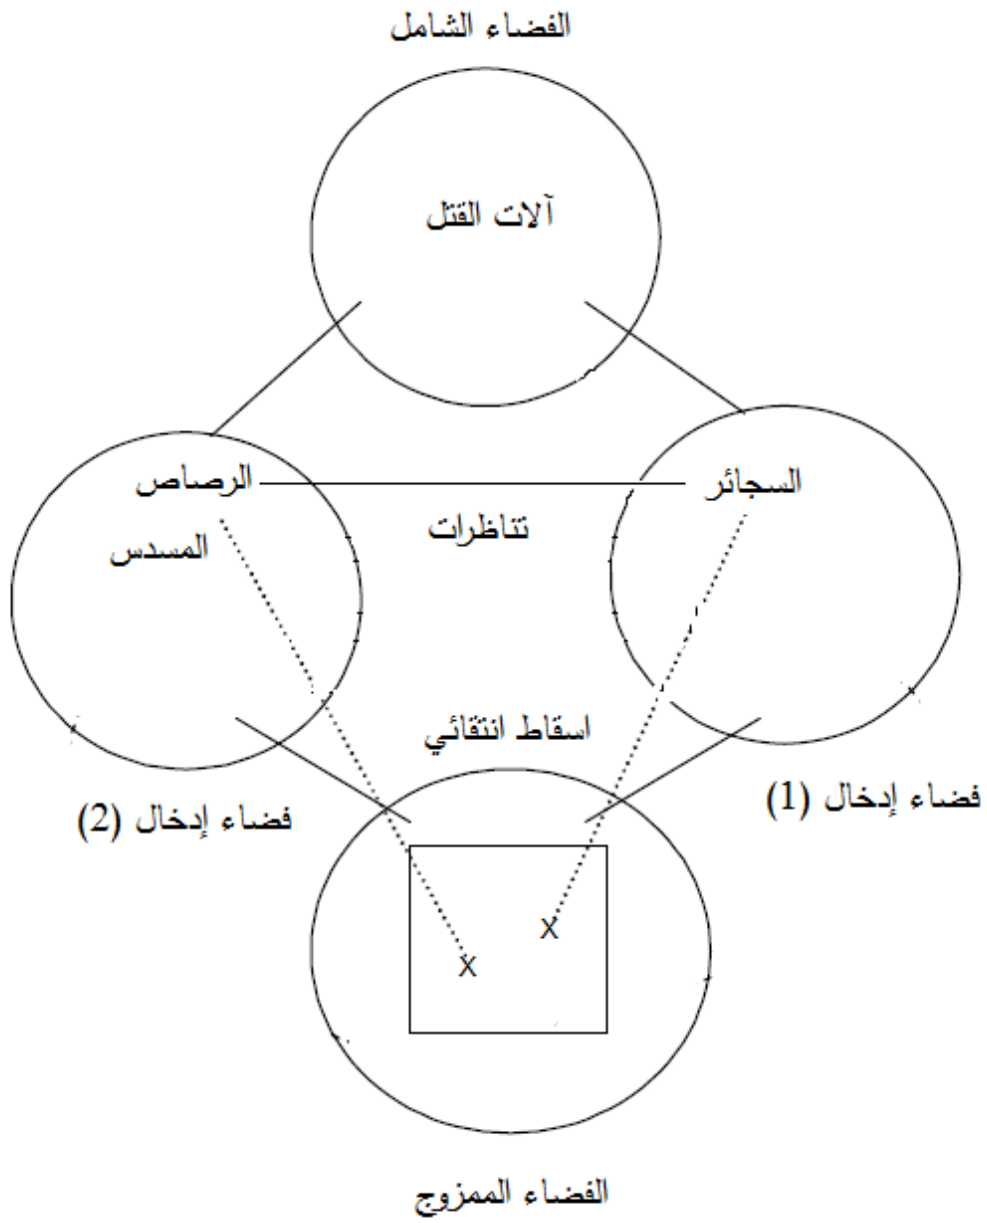 الفضاء الشامل
آلات القتل
السجائر
الرصاص
تناظرات
المسدس
اسقاط انتقائي
فضاء إدخال (1)
فضاء إدخال (2)
X
X
الفضاء الممزوج